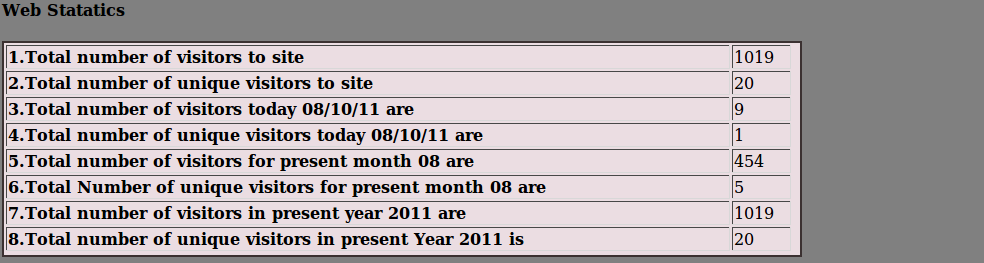 Web Statatics
1.Total number of visitors to site 1019
2.Total number of unique visitors to site 20
3.Total number of visitors today 08/10/11 are 9
4.Total number of unique visitors today 08/10/11 are 1
5.Total number of visitors for present month 08 are 454
6.Total Number of unique visitors for present month 08 are 5
7.Total number of visitors in present year 2011 are 1019
8.Total number of unique visitors in present Year 2011 is 20